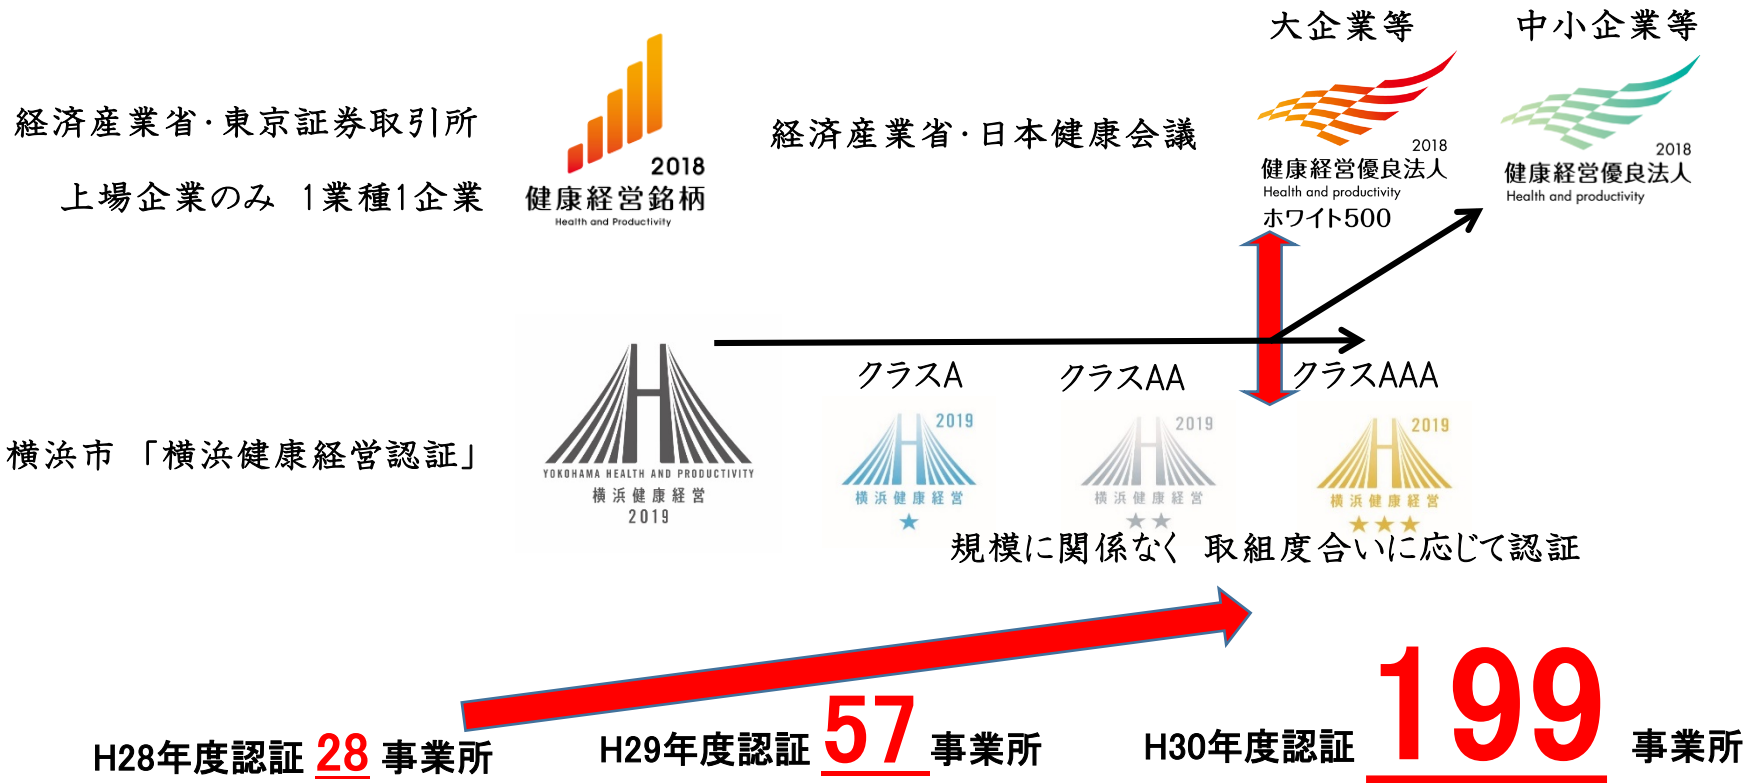 大企業等
中小企業等
経済産業省・東京証券取引所
上場企業のみ 1業種1企業
2018
健康経営銘柄
Health and Productivity
経済産業省・日本健康会議
2018
健康経営優良法人
Health and productivity
ホワイト500
2018
健康経営優良法人
Health and productivity
横浜市 「横浜健康経営認証」
YOKOHAMA HEALTH AND PRODUCTIVITY
横浜健康経営
2019
クラスA
2019
横浜健康経営
★
クラスAA
2019
横浜健康経営
★★
クラスAAA
2019
横浜健康経営
★★★
規模に関係なく 取組度合いに応じて認証
H28年度認証 28 事業所
H29年度認証 57 事業所
H30年度認証 199 事業所